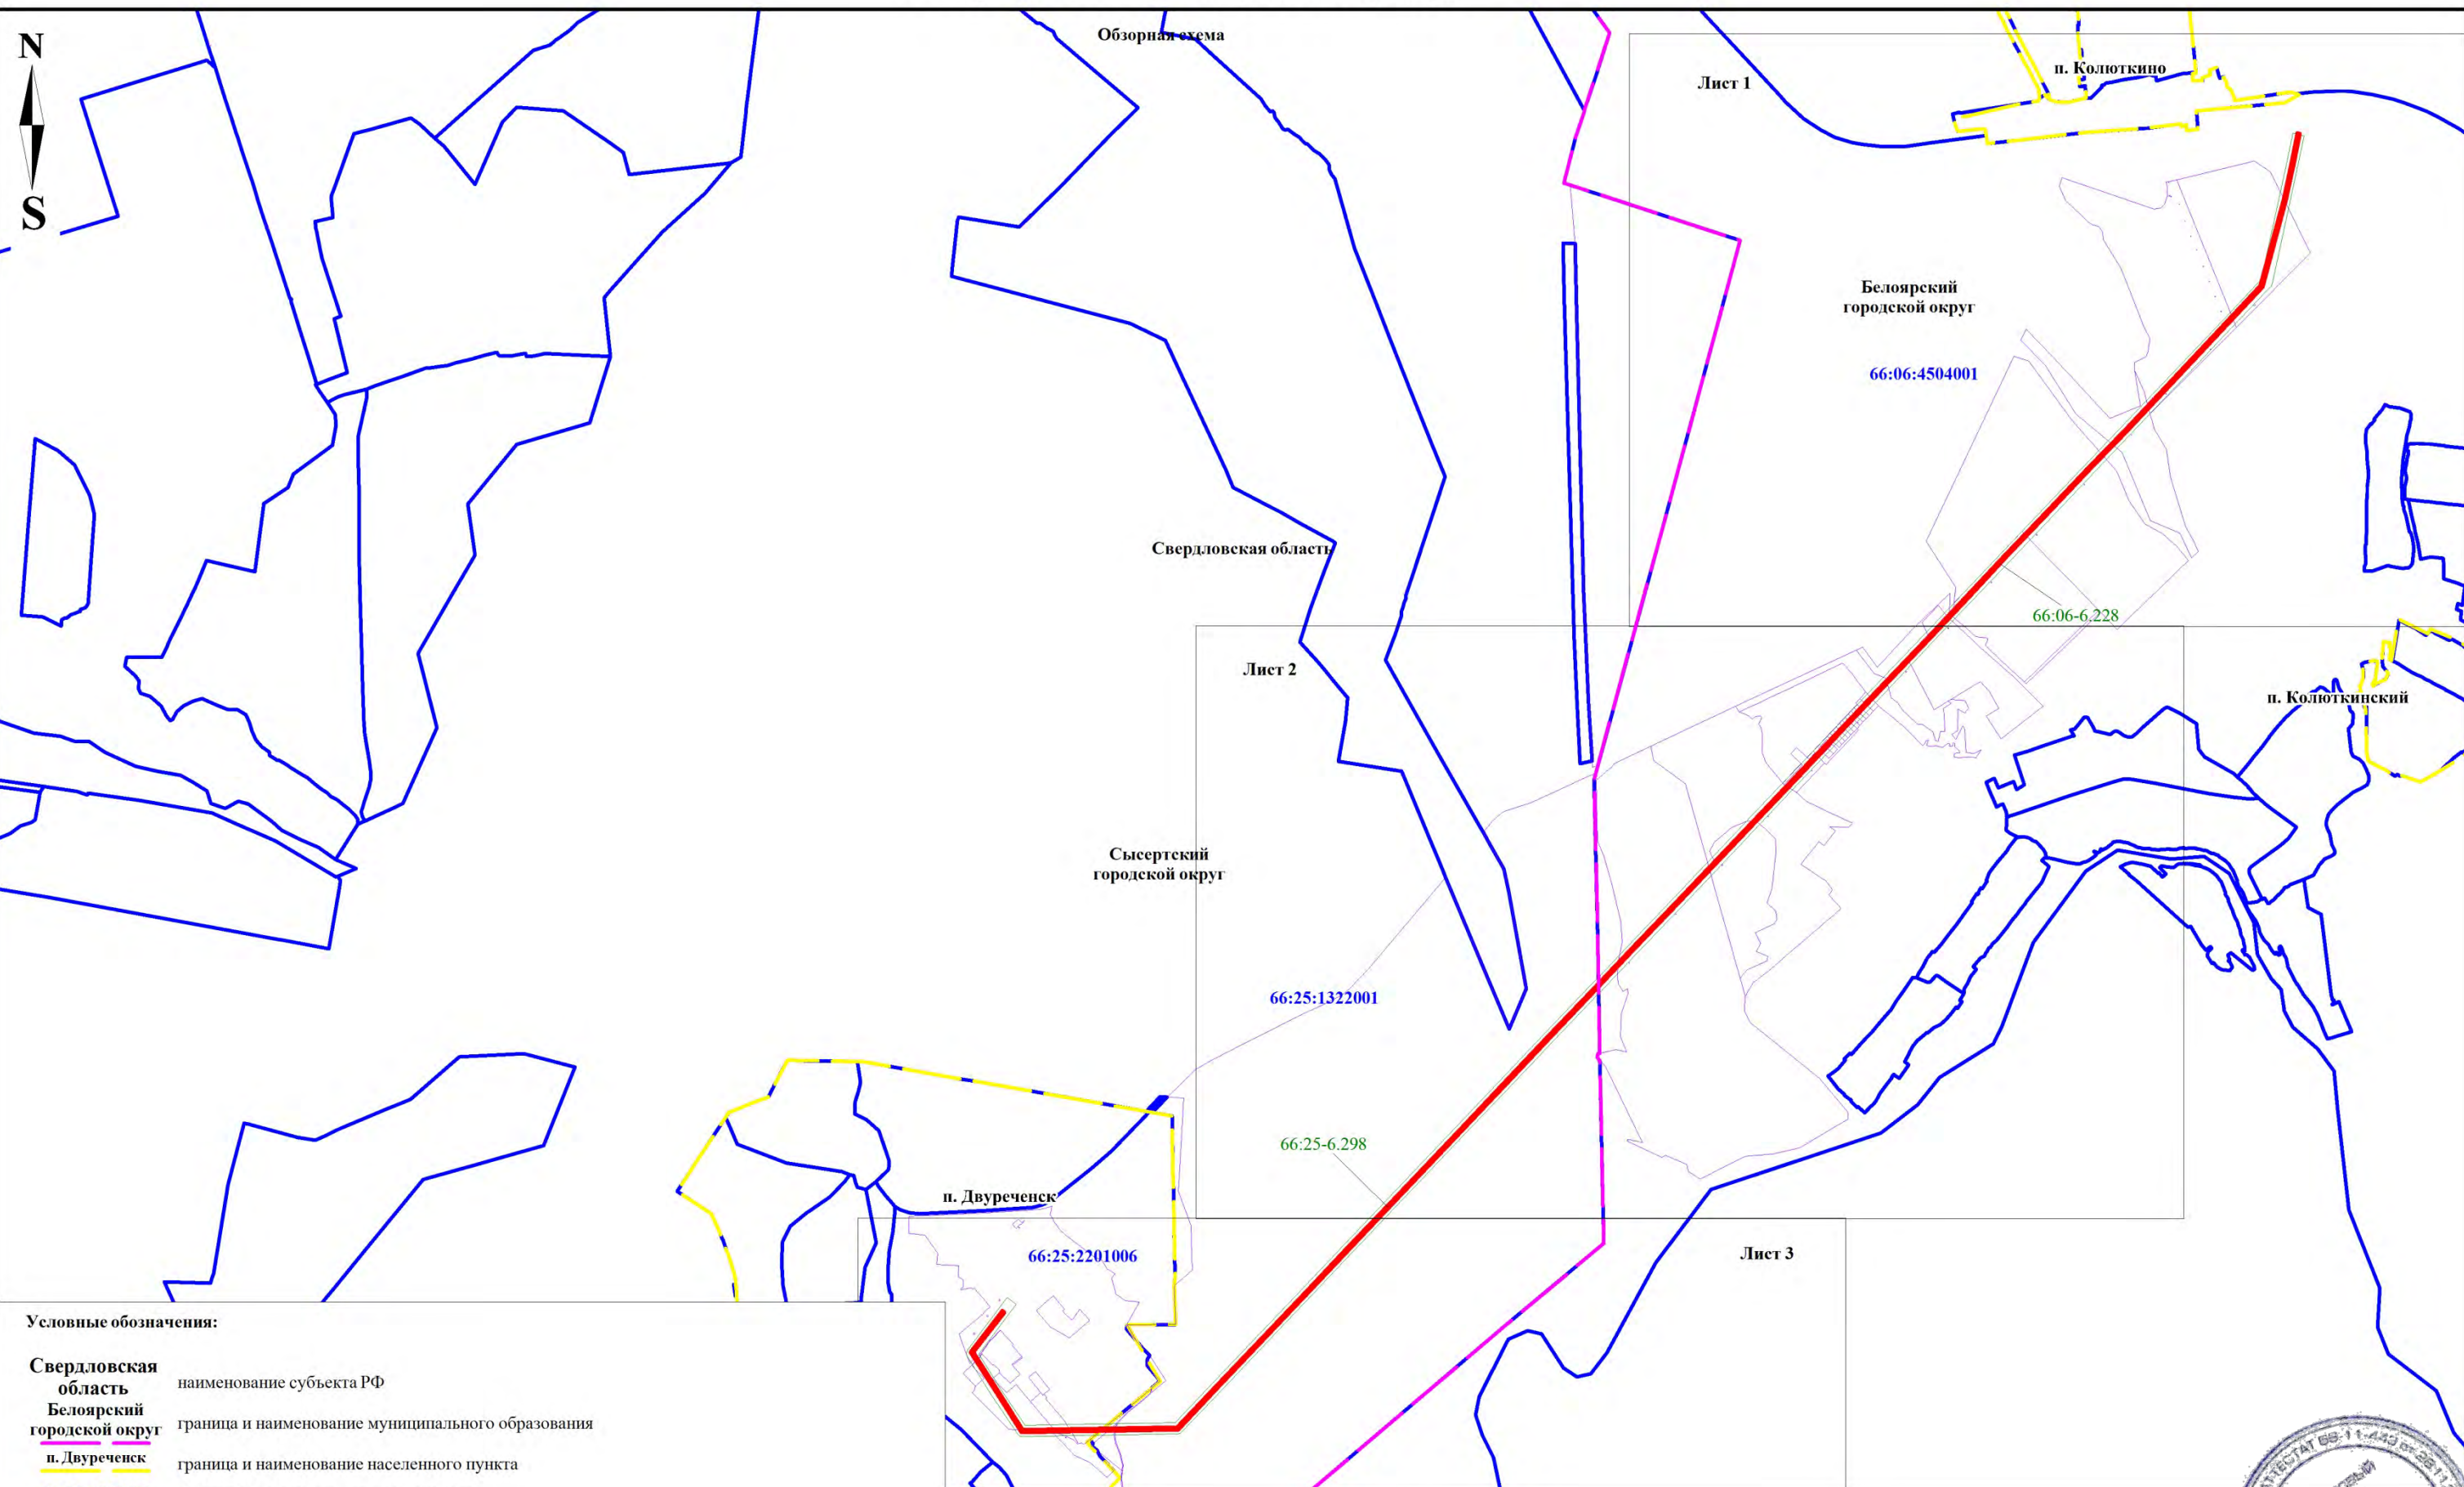 N
S
Обзорная схема
Лист 1
п. Колюткино
Белоярский
городской округ
66:06:4504001
Свердловская область
66:06-6.228
Лист 2
п. Колюткинский
Сысертский
городской округ
66:25:1322001
66:25-6.298
п. Двуреченск
66:25:2201006
Лист 3
Условные обозначения:
Свердловская
область
наименование субъекта РФ
Белоярский
городской округ
граница и наименование муниципального образования
п. Двуреченск
граница и наименование населенного пункта